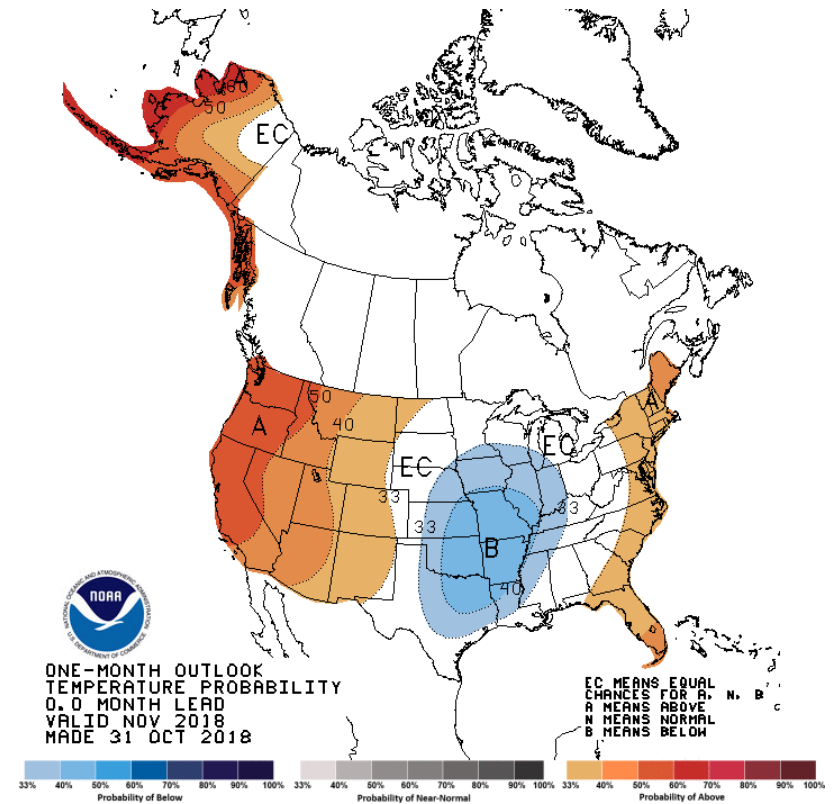 A
60
50
EC
50
A
40
A
EC
EC
33
33
33
B
40
NATIONAL OCEANIC AND ATMOSPHERIC ADMINISTRATION
NOAA
U.S. DEPARTMENT OF COMMERCE
ONE-MONTH OUTLOOK
TEMPERATURE PROBABILITY
0.0 MONTH LEAD
VALID NOV 2018
MADE 31 OCT 2018
EC MEANS EQUAL
CHANCES FOR A, N, B
A MEANS ABOVE
N MEANS NORMAL
B MEANS BELOW
33% 40% 50% 60% 70% 80% 90% 100%
Probability of Below
33% 40% 50% 60% 70% 80% 90% 100%
Probability of Near-Normal
33% 40% 50% 60% 70% 80% 90% 100%
Probability of Above